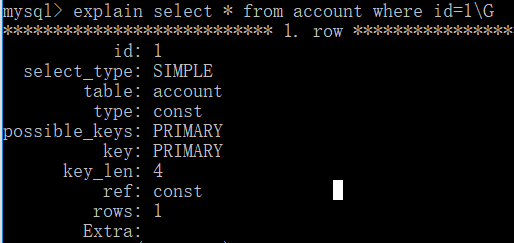 mysql> explain select * from account where id=1\G
*************************** 1. row ****************
id: 1
select_type: SIMPLE
table: account
type: const
possible_keys: PRIMARY
key: PRIMARY
key_len: 4
ref: const
rows: 1
Extra: